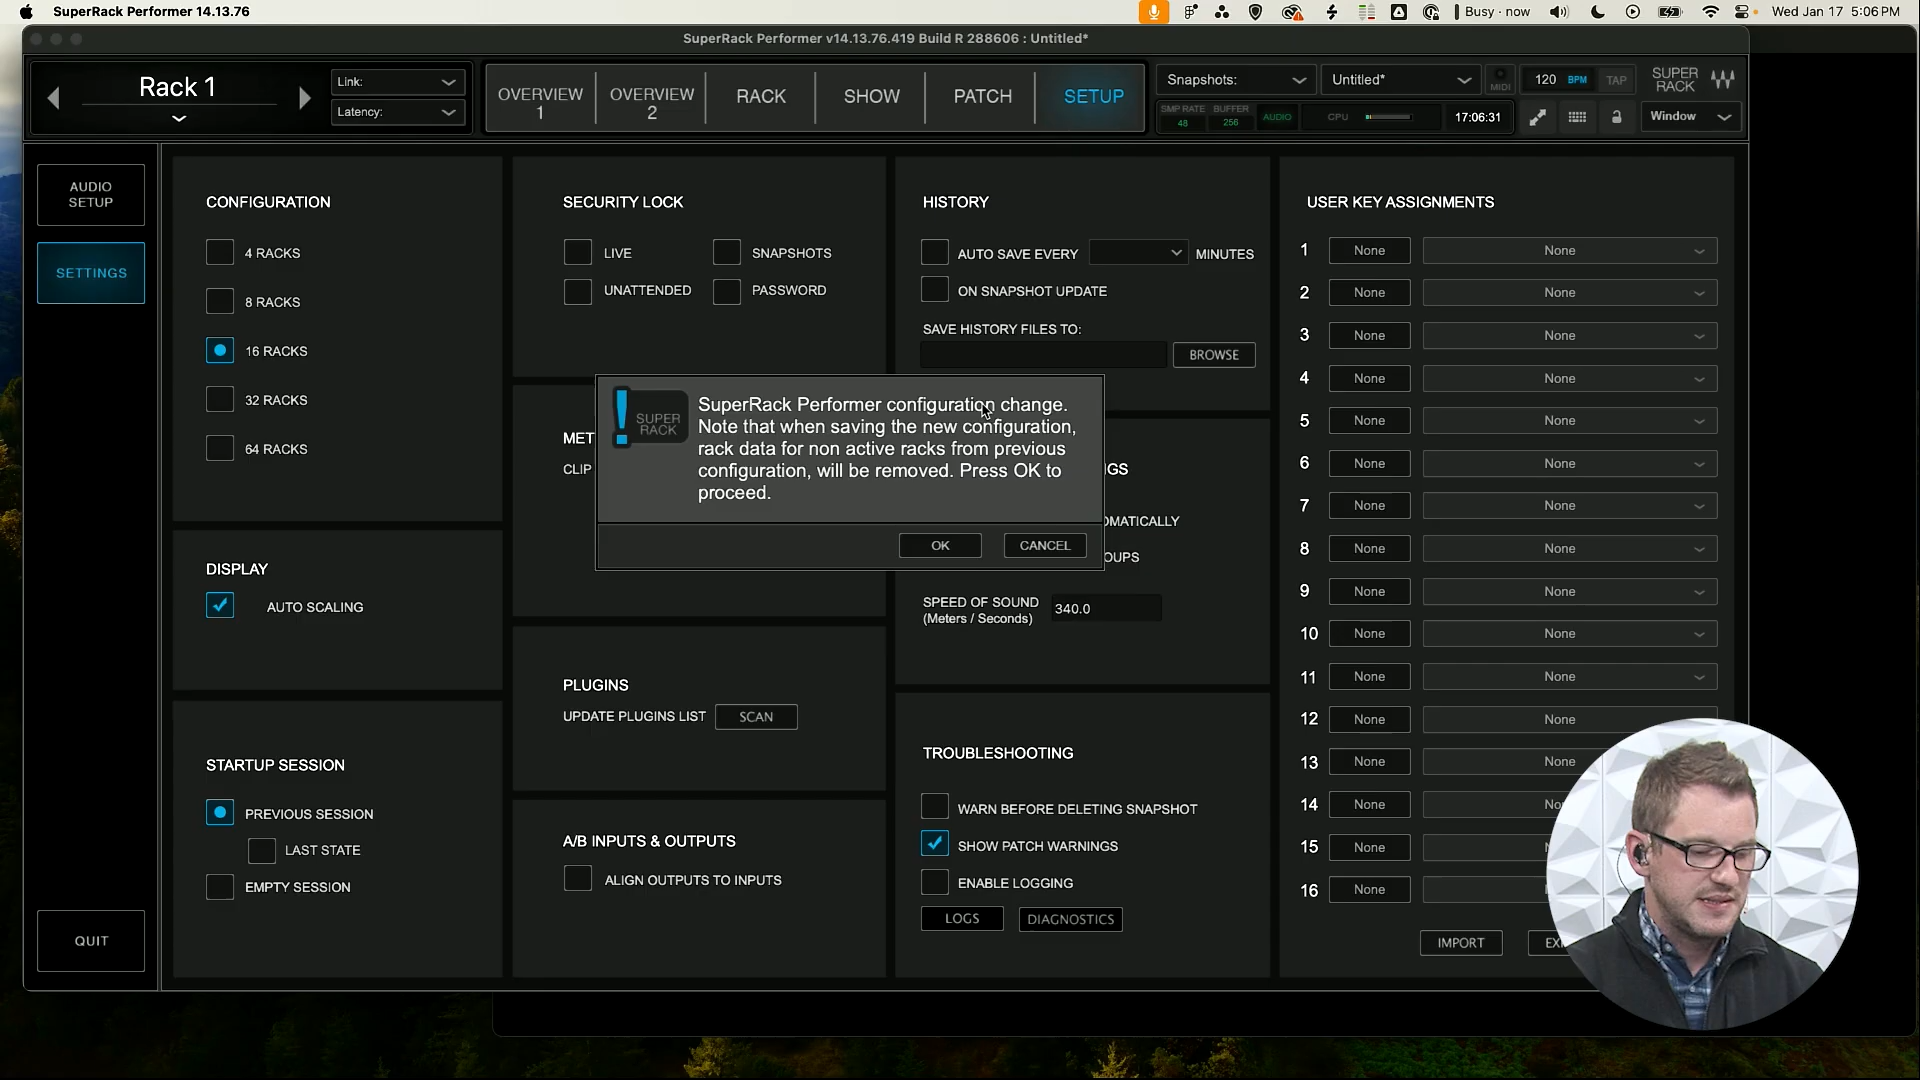 SuperRack Performer 14.13.76
Busy · now
Wed Jan 17 5:06 PM
SuperRack Performer v14.13.76.419 Build R 288606 : Untitled*
Rack 1
Link:
Latency:
OVERVIEW 1
OVERVIEW 2
RACK
SHOW
PATCH
SETUP
Snapshots:
Untitled*
MIDI
120 BPM
TAP
SUPER RACK
SMP RATE
48
BUFFER
256
AUDIO
CPU
17:06:31
Window
AUDIO SETUP
SETTINGS
QUIT
CONFIGURATION
4 RACKS
8 RACKS
16 RACKS
32 RACKS
64 RACKS
DISPLAY
AUTO SCALING
STARTUP SESSION
PREVIOUS SESSION
LAST STATE
EMPTY SESSION
SECURITY LOCK
LIVE
SNAPSHOTS
UNATTENDED
PASSWORD
MET
CLIP
PLUGINS
UPDATE PLUGINS LIST
SCAN
A/B INPUTS & OUTPUTS
ALIGN OUTPUTS TO INPUTS
HISTORY
AUTO SAVE EVERY
MINUTES
ON SNAPSHOT UPDATE
SAVE HISTORY FILES TO:
BROWSE
SUPER RACK
SuperRack Performer configuration change.
Note that when saving the new configuration,
rack data for non active racks from previous
configuration, will be removed. Press OK to
proceed.
OK
CANCEL
GS
OMATICALLY
OUPS
SPEED OF SOUND
(Meters / Seconds)
340.0
TROUBLESHOOTING
WARN BEFORE DELETING SNAPSHOT
SHOW PATCH WARNINGS
ENABLE LOGGING
LOGS
DIAGNOSTICS
USER KEY ASSIGNMENTS
1 None None
2 None None
3 None None
4 None None
5 None None
6 None None
7 None None
8 None None
9 None None
10 None None
11 None None
12 None None
13 None None
14 None No
15 None
16 None
IMPORT
EX